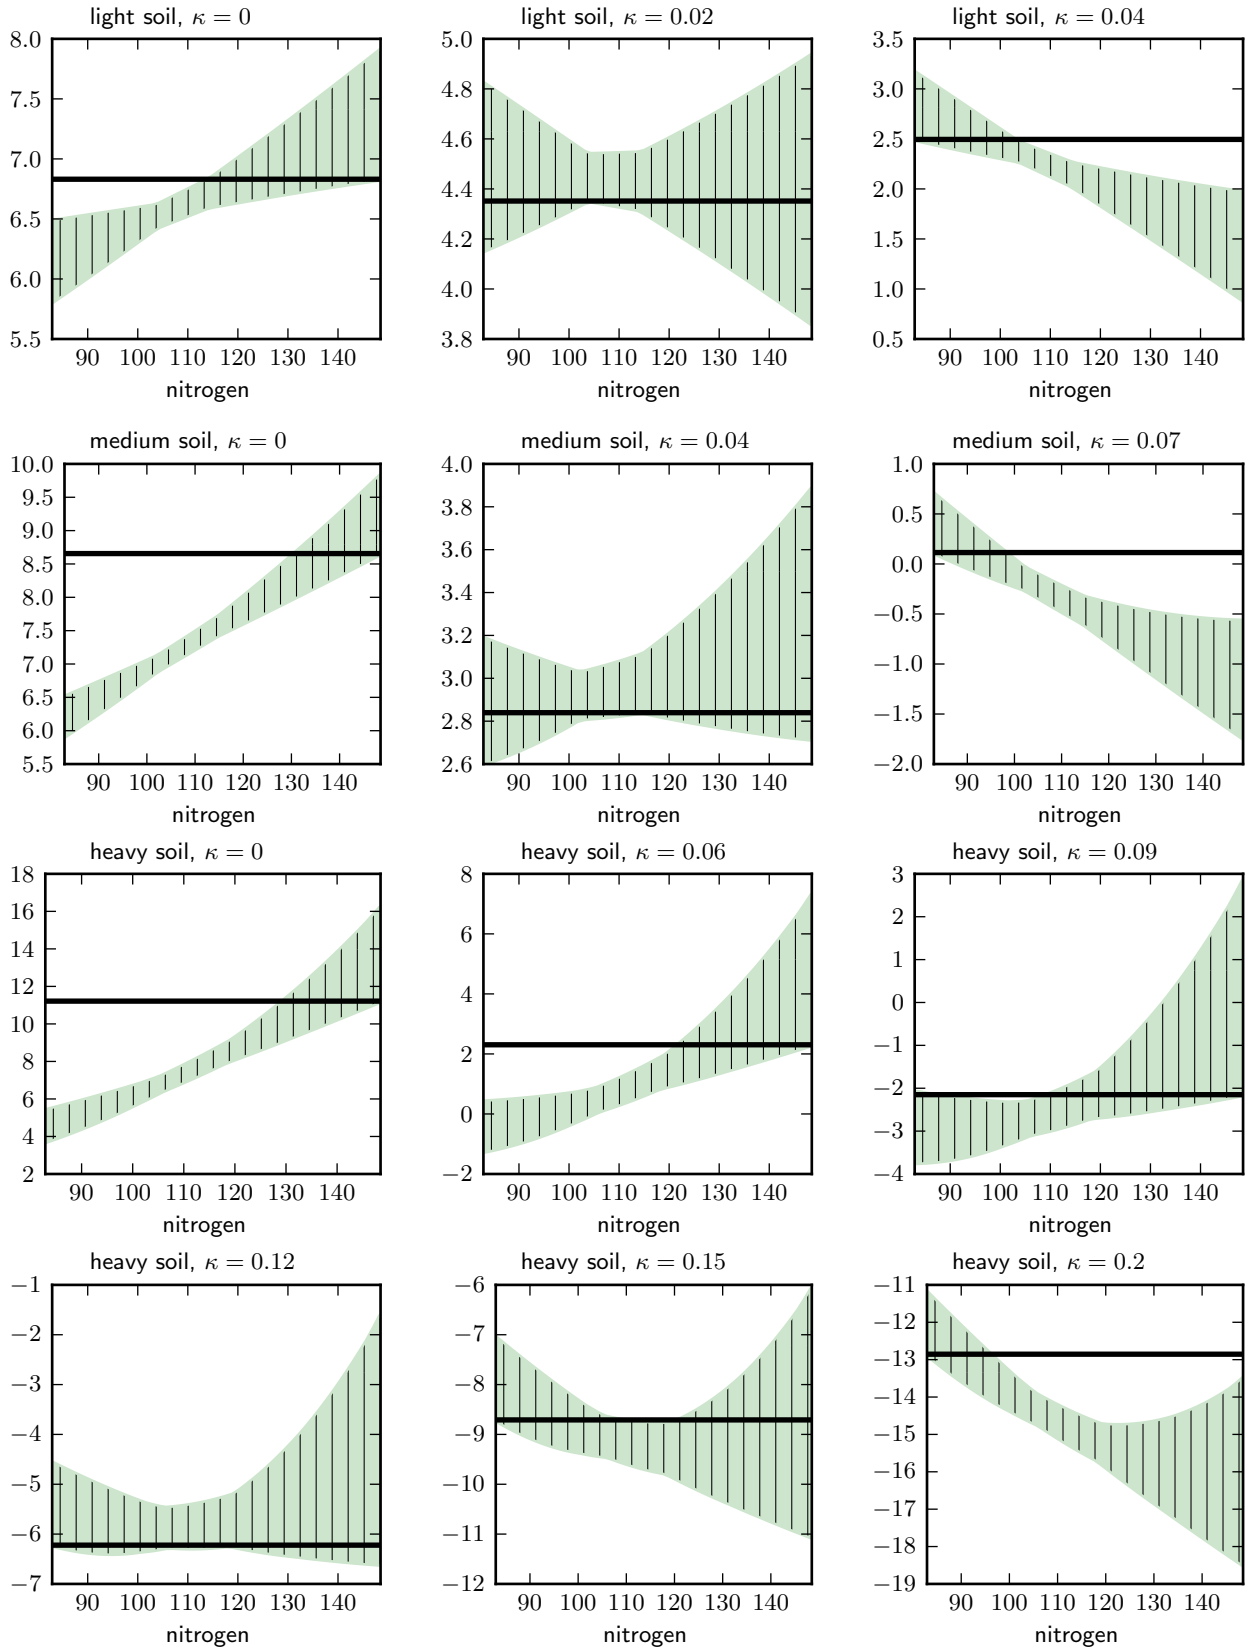 light soil, κ = 0
light soil, κ = 0.02
light soil, κ = 0.04
8.0
7.5
7.0
6.5
6.0
5.5
90 100 110 120 130 140
nitrogen
5.0
4.8
4.6
4.4
4.2
4.0
3.8
90 100 110 120 130 140
nitrogen
3.5
3.0
2.5
2.0
1.5
1.0
0.5
90 100 110 120 130 140
nitrogen
medium soil, κ = 0
medium soil, κ = 0.04
medium soil, κ = 0.07
10.0
9.5
9.0
8.5
8.0
7.5
7.0
6.5
6.0
5.5
90 100 110 120 130 140
nitrogen
4.0
3.8
3.6
3.4
3.2
3.0
2.8
2.6
90 100 110 120 130 140
nitrogen
1.0
0.5
0.0
−0.5
−1.0
−1.5
−2.0
90 100 110 120 130 140
nitrogen
heavy soil, κ = 0
heavy soil, κ = 0.06
heavy soil, κ = 0.09
18
16
14
12
10
8
6
4
2
90 100 110 120 130 140
nitrogen
8
6
4
2
0
−2
90 100 110 120 130 140
nitrogen
3
2
1
0
−1
−2
−3
−4
90 100 110 120 130 140
nitrogen
heavy soil, κ = 0.12
heavy soil, κ = 0.15
heavy soil, κ = 0.2
−1
−2
−3
−4
−5
−6
−7
90 100 110 120 130 140
nitrogen
−6
−7
−8
−9
−10
−11
−12
90 100 110 120 130 140
nitrogen
−11
−12
−13
−14
−15
−16
−17
−18
−19
90 100 110 120 130 140
nitrogen